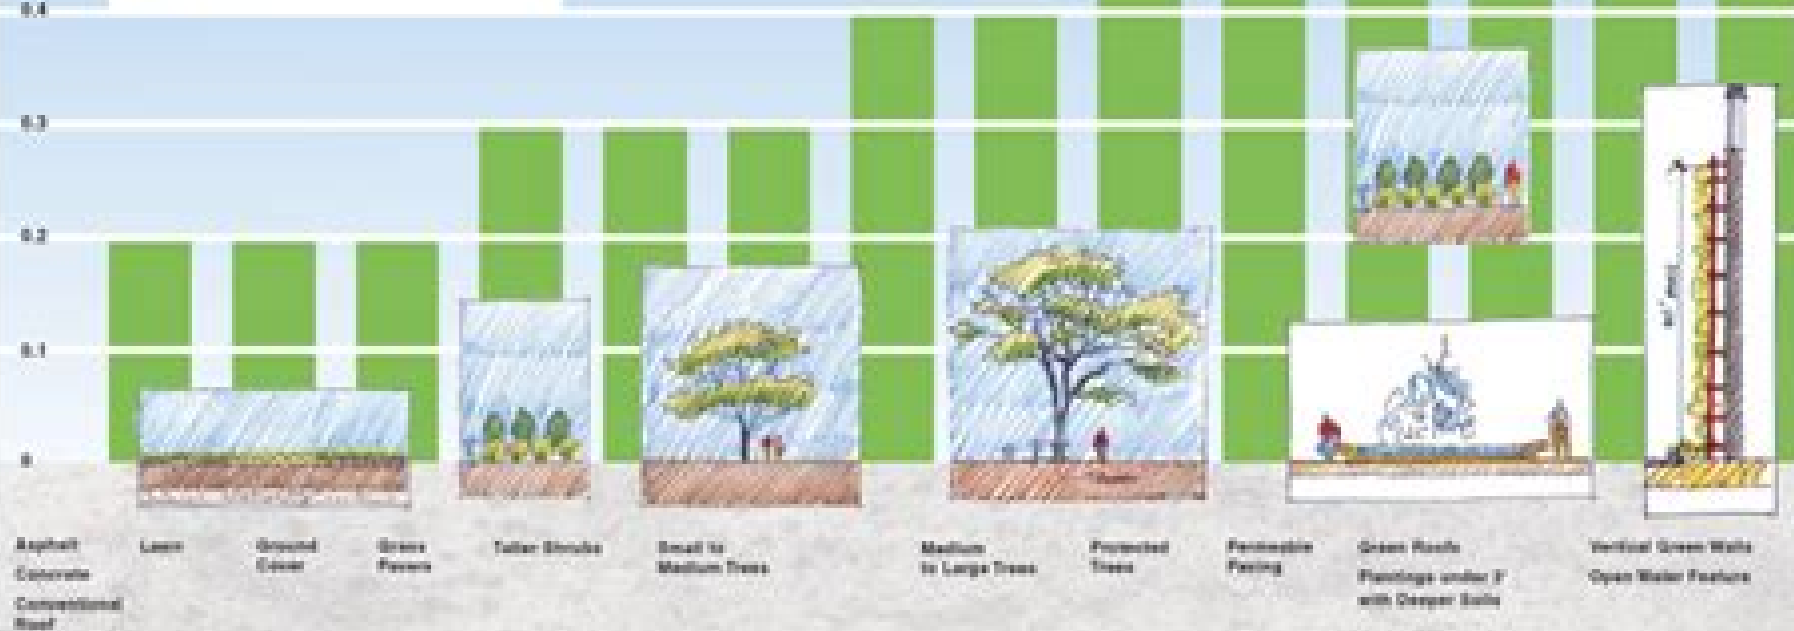 0.4
0.3
0.2
0.1
0
Asphalt
Concrete
Conventional
Roof
Lawn
Ground
Cover
Grass
Pavers
Taller Shrubs
Small to
Medium Trees
Medium
to Large Trees
Protected
Trees
Permeable
Paving
Green Roofs
Plantings under 2'
with Deeper Soils
Vertical Green Walls
Open Water Feature